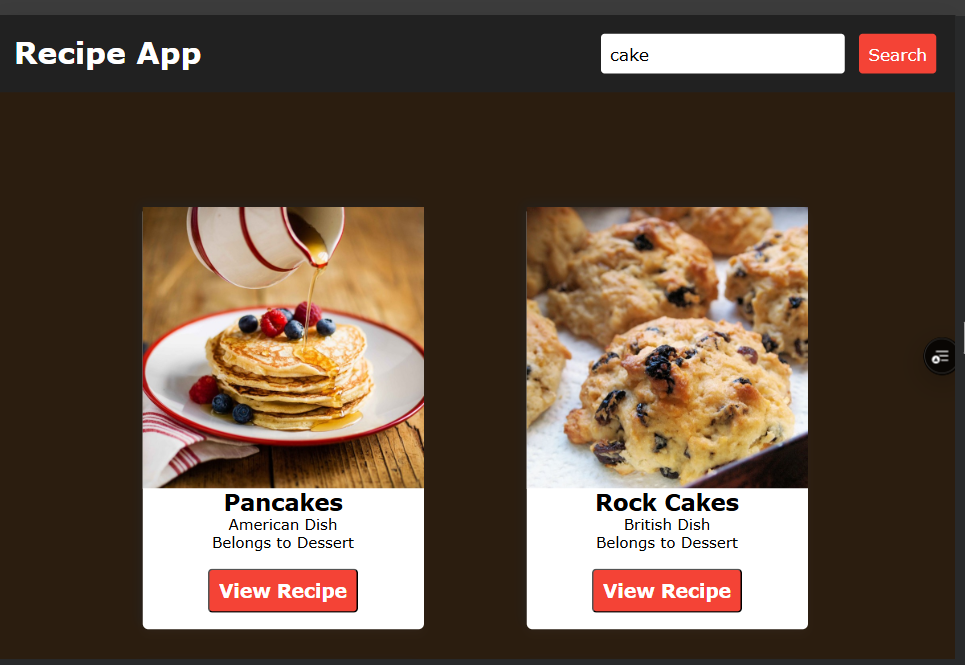 Recipe App
cake
Search
Pancakes
American Dish
Belongs to Dessert
View Recipe
Rock Cakes
British Dish
Belongs to Dessert
View Recipe